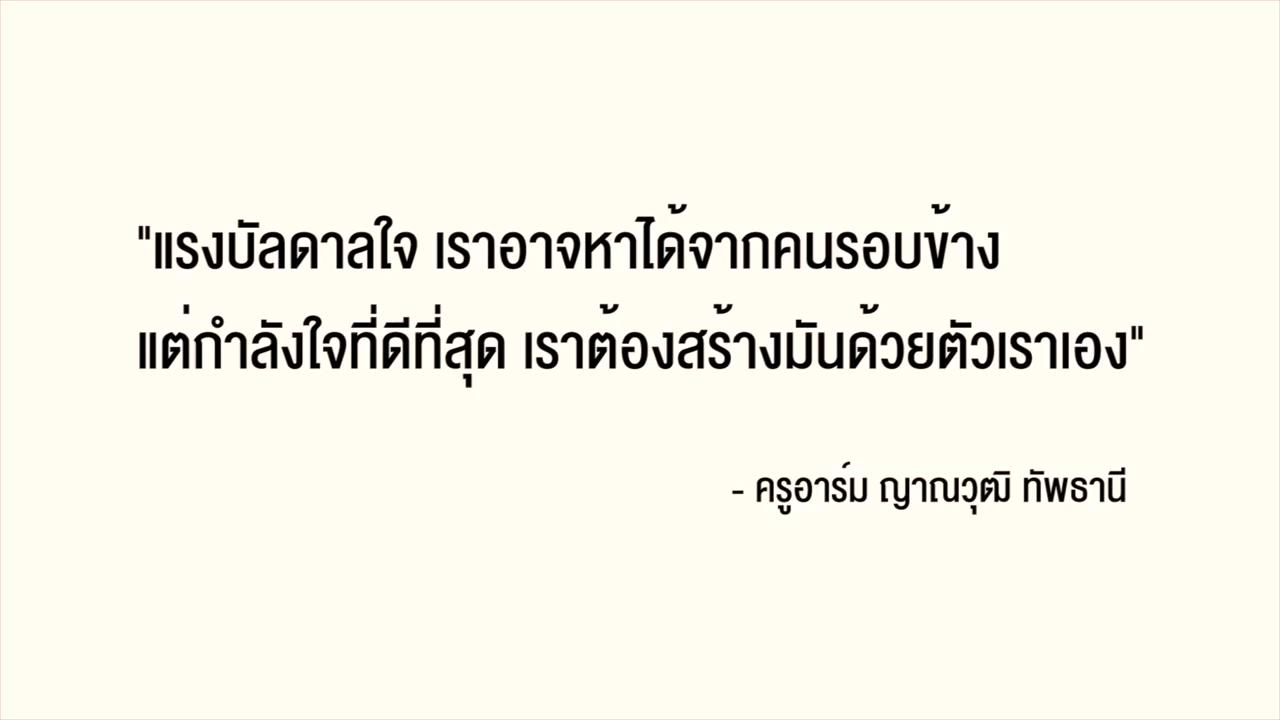 "แรงบัลดาลใจ เราอาจหาได้จากคนรอบข้าง
แต่กำลังใจที่ดีที่สุด เราต้องสร้างมันด้วยตัวเราเอง"
- ครูอาร์ม ญาณวุฒิ ทัพธานี